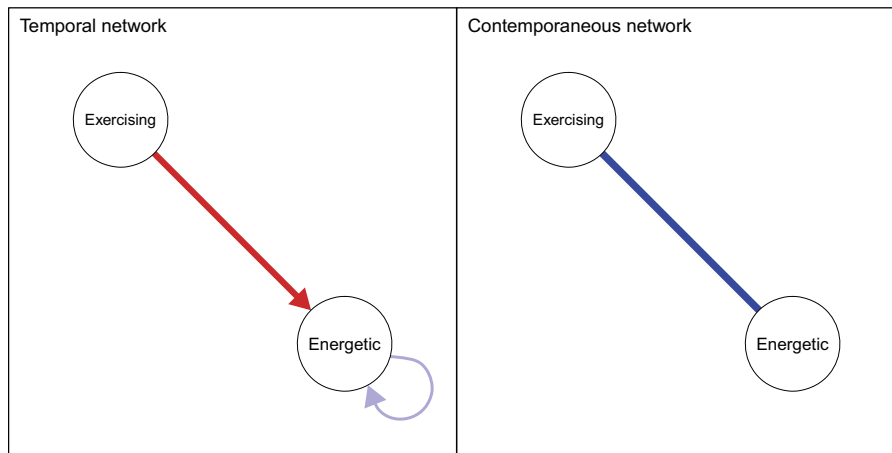 Temporal network
Exercising
Energetic
Contemporaneous network
Exercising
Energetic